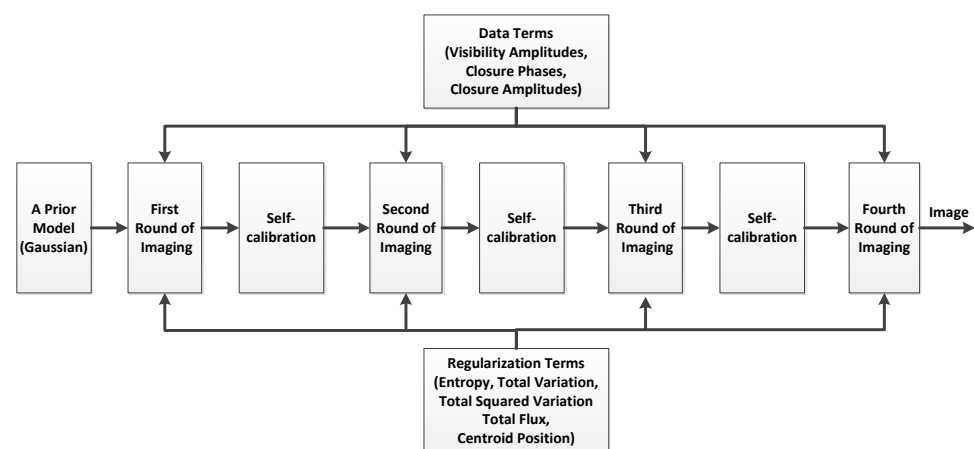 Data Terms
(Visibility Amplitudes,
Closure Phases,
Closure Amplitudes)
A Prior
Model
(Gaussian)
First
Round of
Imaging
Self-
calibration
Second
Round of
Imaging
Self-
calibration
Third
Round of
Imaging
Self-
calibration
Fourth
Round of
Imaging
Image
Regularization Terms
(Entropy, Total Variation,
Total Squared Variation
Total Flux,
Centroid Position)